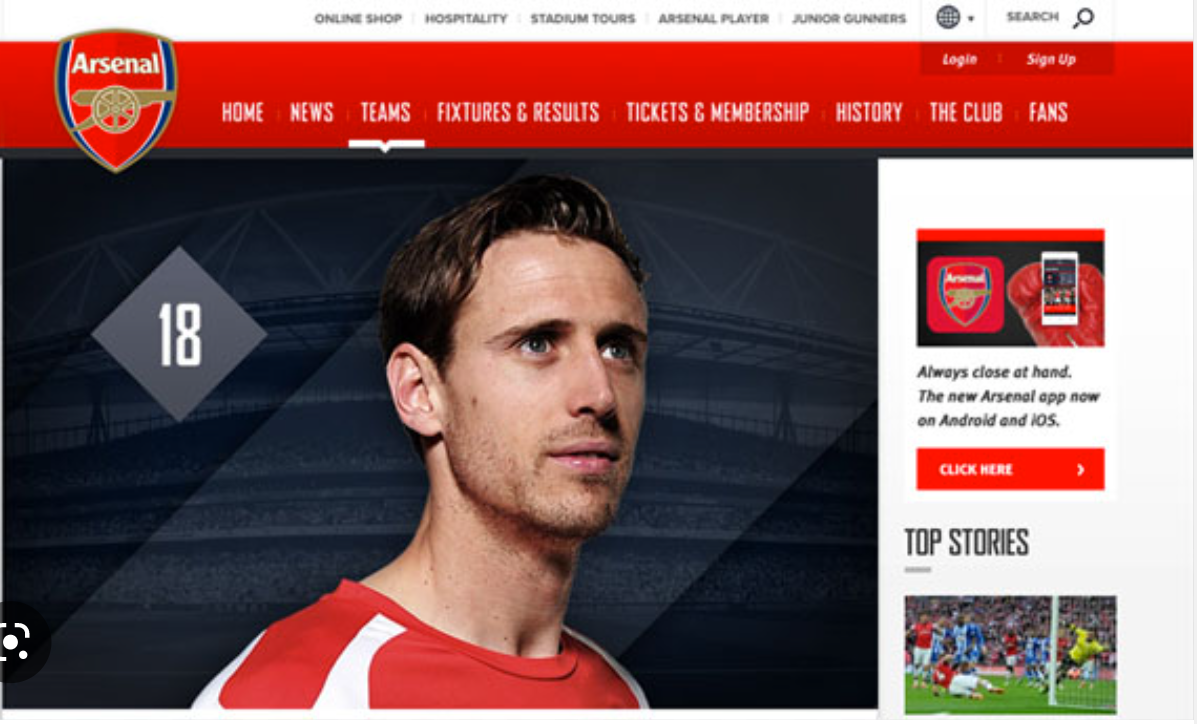 ONLINE SHOP HOSPITALITY STADIUM TOURS ARSENAL PLAYER JUNIOR GUNNERS SEARCH
Login Sign Up
Arsenal
HOME NEWS TEAMS FIXTURES & RESULTS TICKETS & MEMBERSHIP HISTORY THE CLUB FANS
18
Arsenal
Always close at hand.
The new Arsenal app now
on Android and iOS.
CLICK HERE
TOP STORIES